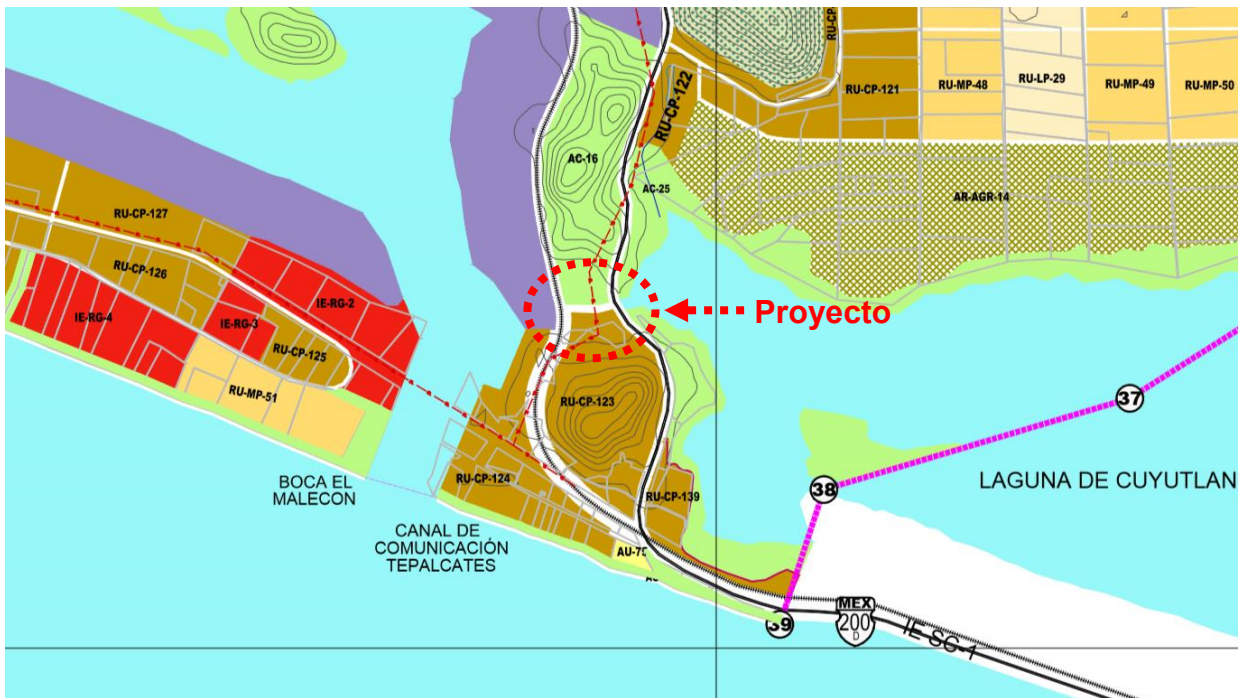 RU-CP-122
RU-CP-121
RU-MP-48
RU-LP-29
RU-MP-49
RU-MP-50
AC-16
AC-25
AR-AGR-14
RU-CP-127
RU-CP-126
IE-RG-2
IE-RG-4
IE-RG-3
RU-CP-125
RU-MP-51
Proyecto
RU-CP-123
37
38
LAGUNA DE CUYUTLAN
BOCA EL
MALECON
RU-CP-124
RU-CP-139
CANAL DE
COMUNICACIÓN
TEPALCATES
MEX
200
D
39
IE SG-1